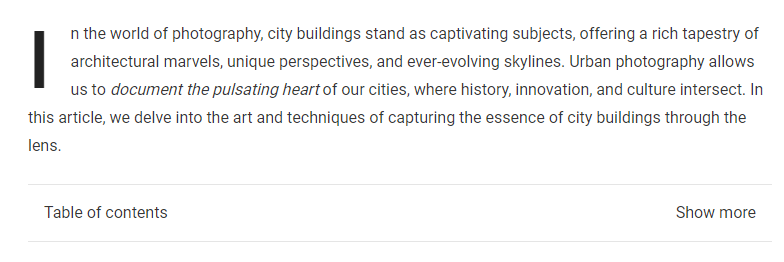 In the world of photography, city buildings stand as captivating subjects, offering a rich tapestry of
architectural marvels, unique perspectives, and ever-evolving skylines. Urban photography allows
us to document the pulsating heart of our cities, where history, innovation, and culture intersect. In
this article, we delve into the art and techniques of capturing the essence of city buildings through the
lens.
Table of contents
Show more